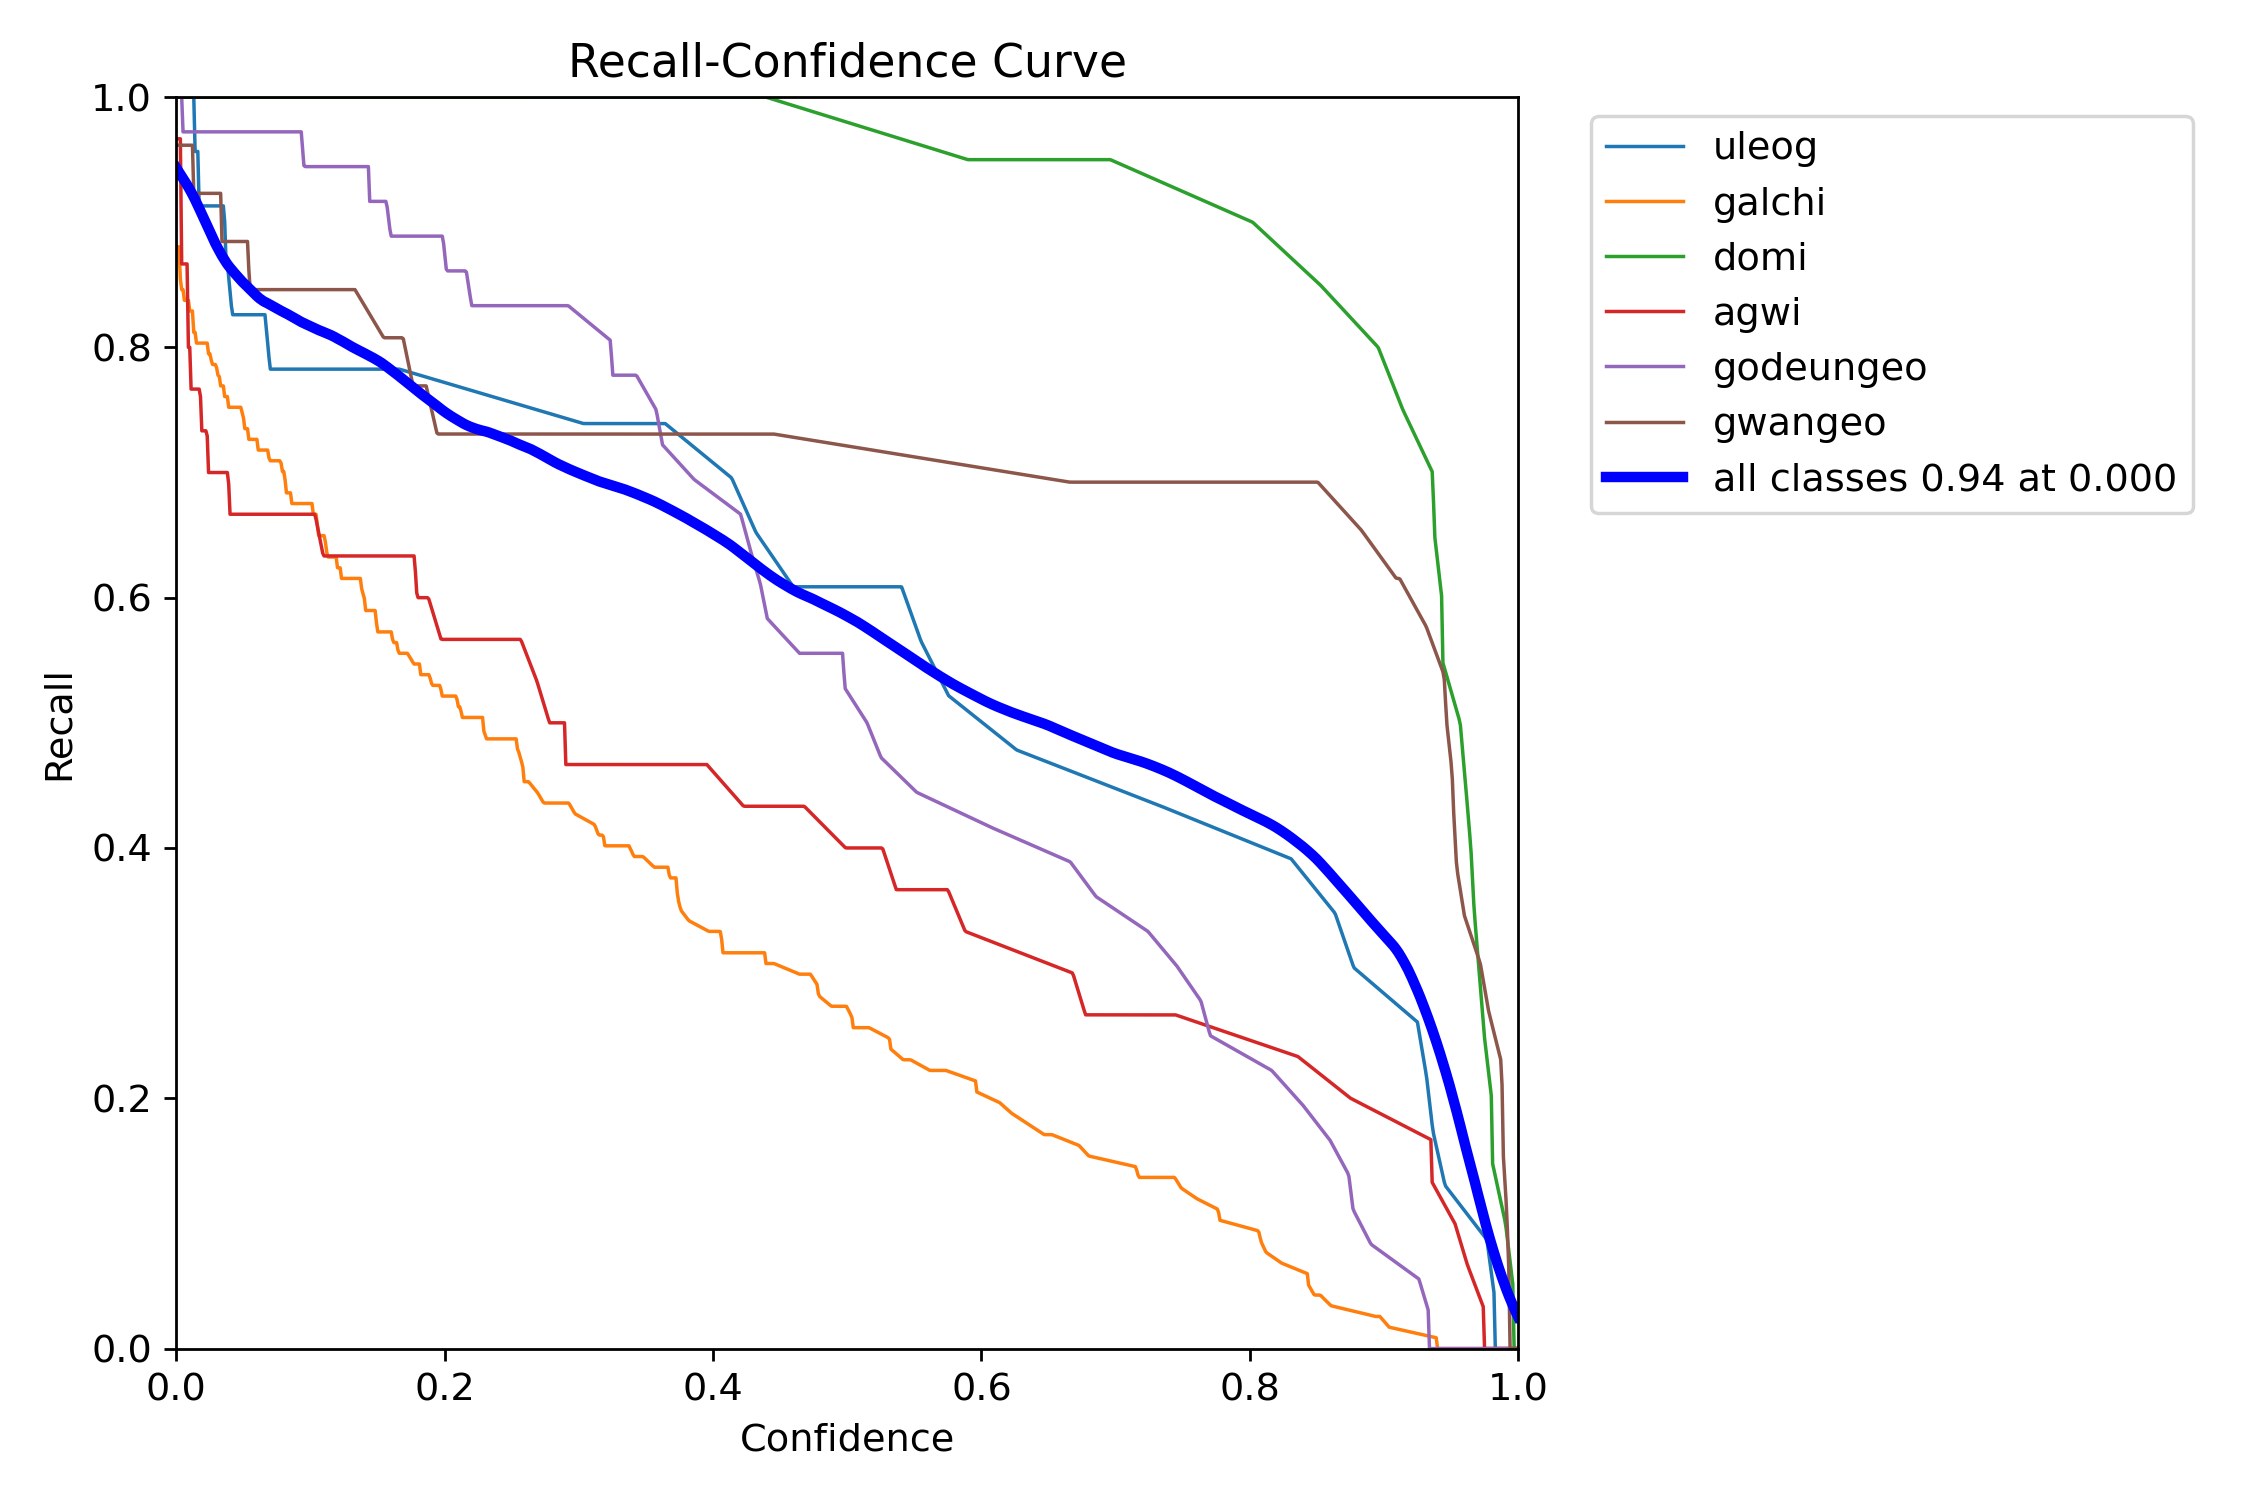 Recall-Confidence Curve
1.0
0.8
0.6
0.4
0.2
0.0
Recall
0.0 0.2 0.4 0.6 0.8 1.0
Confidence
uleog
galchi
domi
agwi
godeungeo
gwangeo
all classes 0.94 at 0.000